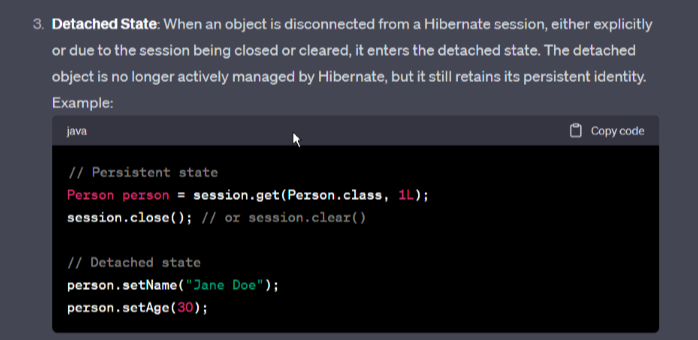 3. Detached State: When an object is disconnected from a Hibernate session, either explicitly
or due to the session being closed or cleared, it enters the detached state. The detached
object is no longer actively managed by Hibernate, but it still retains its persistent identity.
Example:
java Copy code
// Persistent state
Person person = session.get(Person.class, 1L);
session.close(); // or session.clear()
// Detached state
person.setName("Jane Doe");
person.setAge(30);